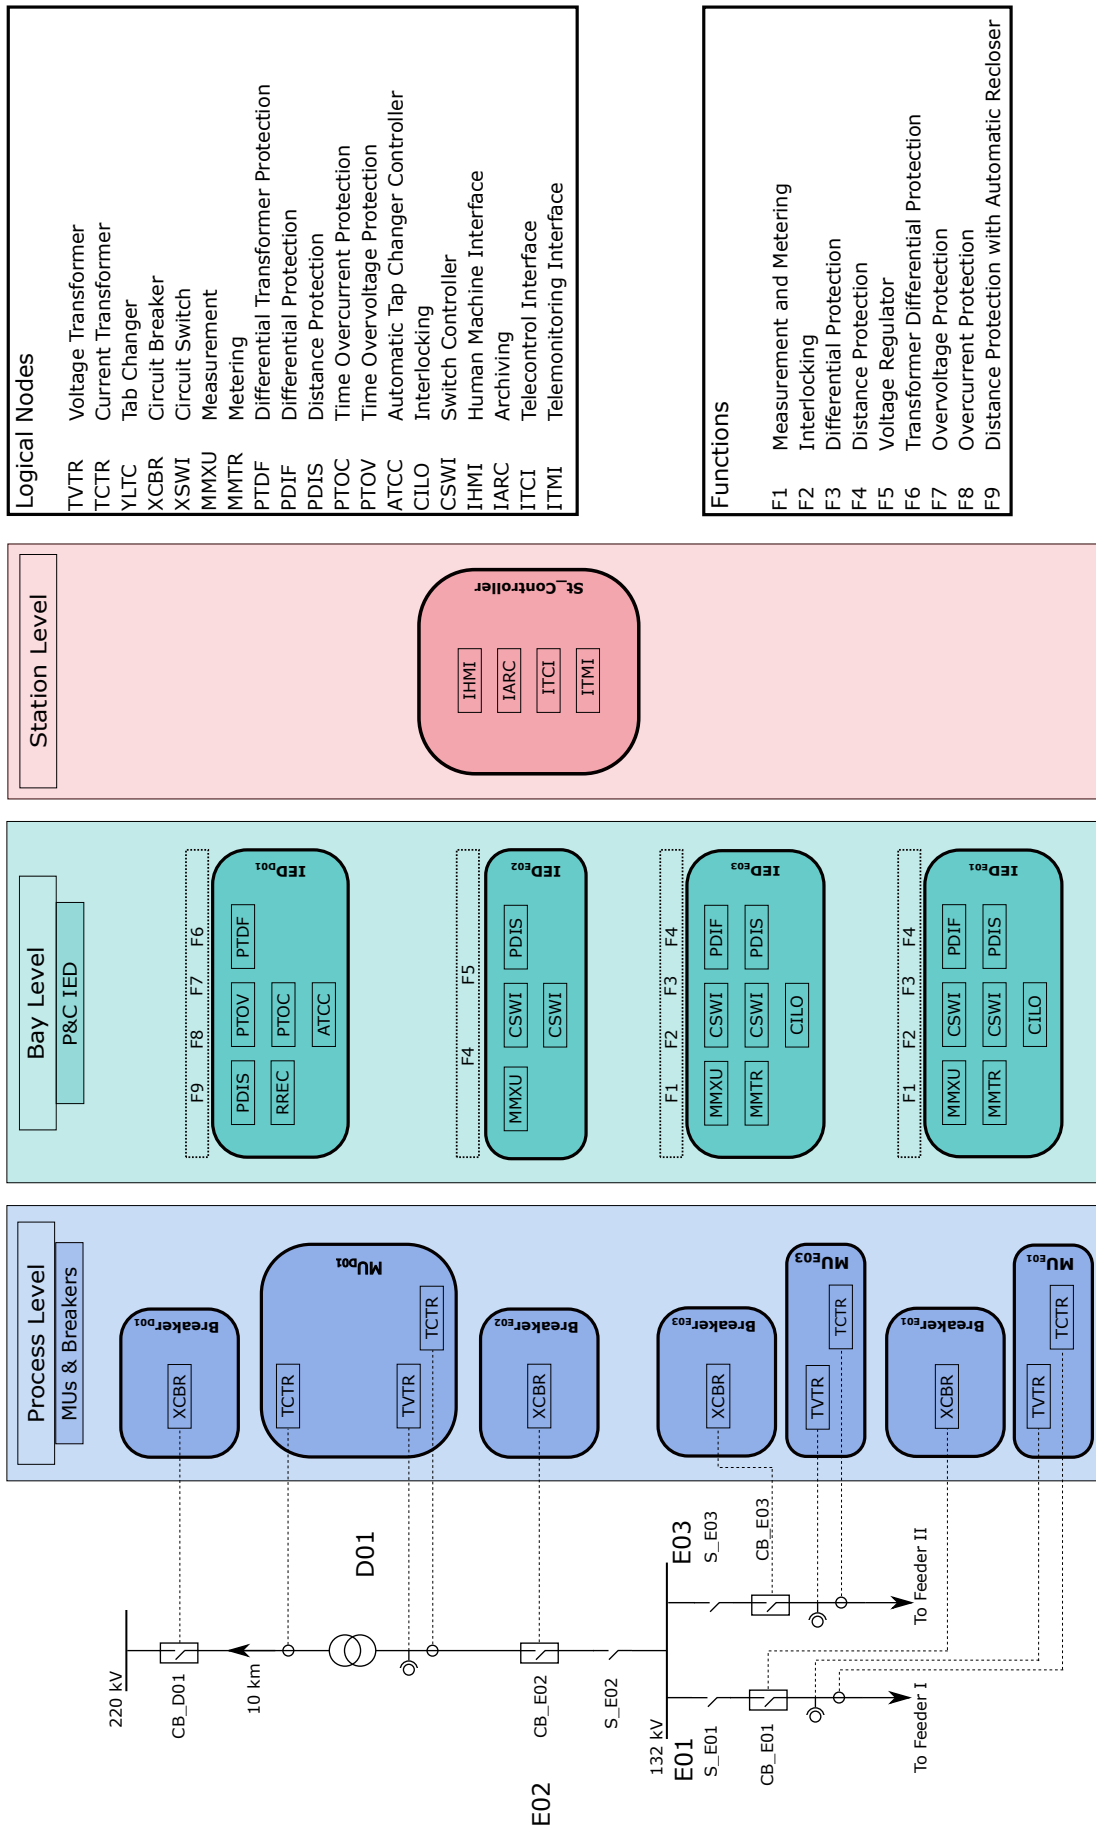 220 kV
CB_D01
10 km
D01
CB_E02
S_E02
E02
132 kV
E01
E03
S_E01
S_E03
CB_E01
CB_E03
To Feeder I
To Feeder II
Process Level
MUs & Breakers
XCBR
BreakerD01
TCTR
TVTR
TCTR
MUD01
XCBR
BreakerE02
XCBR
BreakerE03
TVTR
TCTR
MUE03
XCBR
BreakerE01
TVTR
TCTR
MUE01
Bay Level
P&C IED
F9 F8 F7 F6
PDIS PTOV PTDF
RREC PTOC
ATCC
IEDD01
F4 F5
MMXU CSWI PDIS
CSWI
IEDE02
F1 F2 F3 F4
MMXU CSWI PDIF
MMTR CSWI PDIS
CILO
IEDE03
F1 F2 F3 F4
MMXU CSWI PDIF
MMTR CSWI PDIS
CILO
IEDE01
Station Level
IHMI
IARC
ITCI
ITMI
St_Controller
Logical Nodes
TVTR Voltage Transformer
TCTR Current Transformer
YLTC Tab Changer
XCBR Circuit Breaker
XSWI Circuit Switch
MMXU Measurement
MMTR Metering
PTDF Differential Transformer Protection
PDIF Differential Protection
PDIS Distance Protection
PTOC Time Overcurrent Protection
PTOV Time Overvoltage Protection
ATCC Automatic Tap Changer Controller
CILO Interlocking
CSWI Switch Controller
IHMI Human Machine Interface
IARC Archiving
ITCI Telecontrol Interface
ITMI Telemonitoring Interface
Functions
F1 Measurement and Metering
F2 Interlocking
F3 Differential Protection
F4 Distance Protection
F5 Voltage Regulator
F6 Transformer Differential Protection
F7 Overvoltage Protection
F8 Overcurrent Protection
F9 Distance Protection with Automatic Recloser